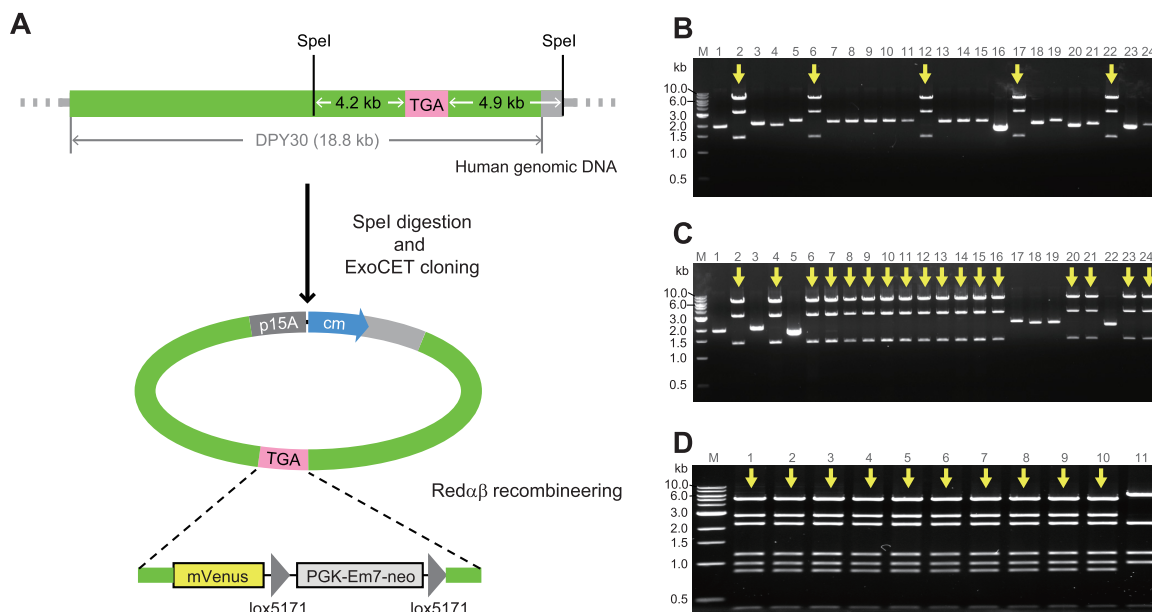 A
SpeI
SpeI
4.2 kb
TGA
4.9 kb
DPY30 (18.8 kb)
Human genomic DNA
SpeI digestion
and
ExoCET cloning
p15A
cm
TGA
Redαβ recombineering
mVenus
PGK-Em7-neo
lox5171
lox5171
B
M 1 2 3 4 5 6 7 8 9 10 11 12 13 14 15 16 17 18 19 20 21 22 23 24
kb
10.0
6.0
3.0
2.0
1.5
1.0
0.5
C
M 1 2 3 4 5 6 7 8 9 10 11 12 13 14 15 16 17 18 19 20 21 22 23 24
kb
10.0
6.0
3.0
2.0
1.5
1.0
0.5
D
M 1 2 3 4 5 6 7 8 9 10 11
kb
10.0
6.0
3.0
2.0
1.5
1.0
0.5